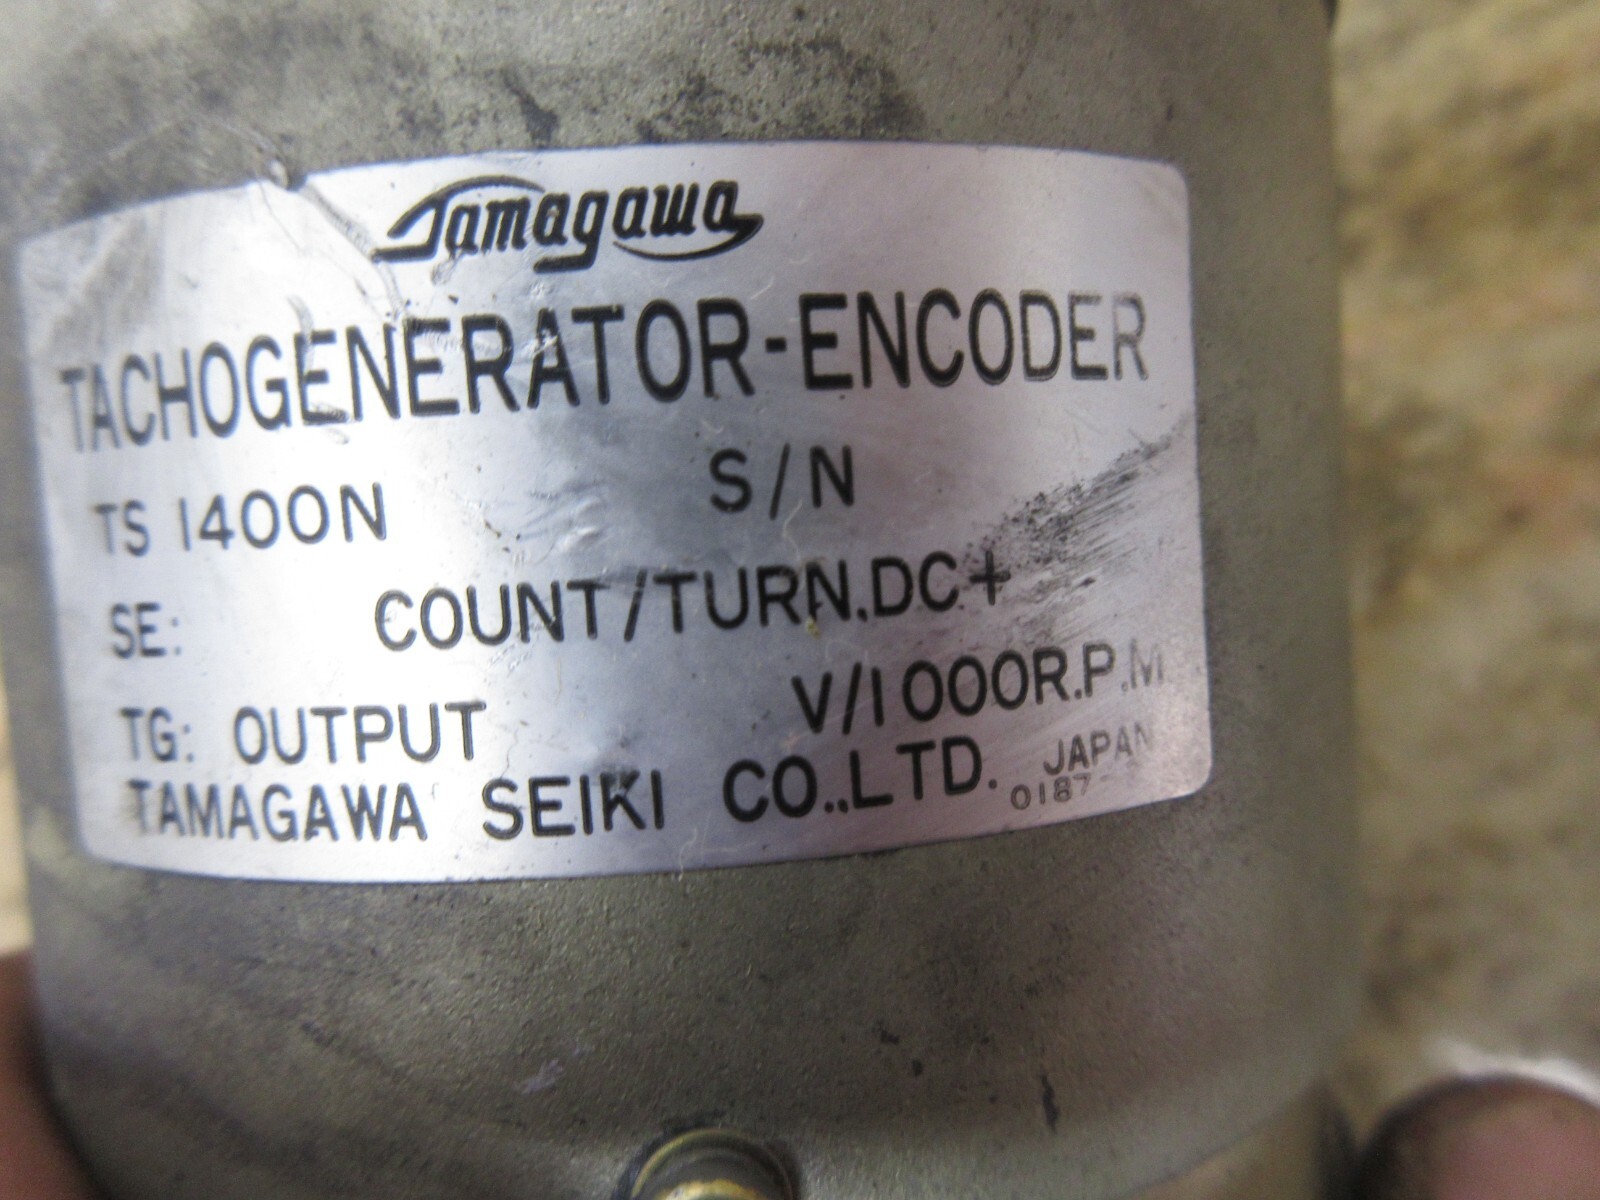 Tamagawa
TACHOGENERATOR-ENCODER
TS 1400N S/N
SE: COUNT/TURN.DC+
TG: OUTPUT V/1000R.P.M
TAMAGAWA SEIKI CO.,LTD. JAPAN
0187